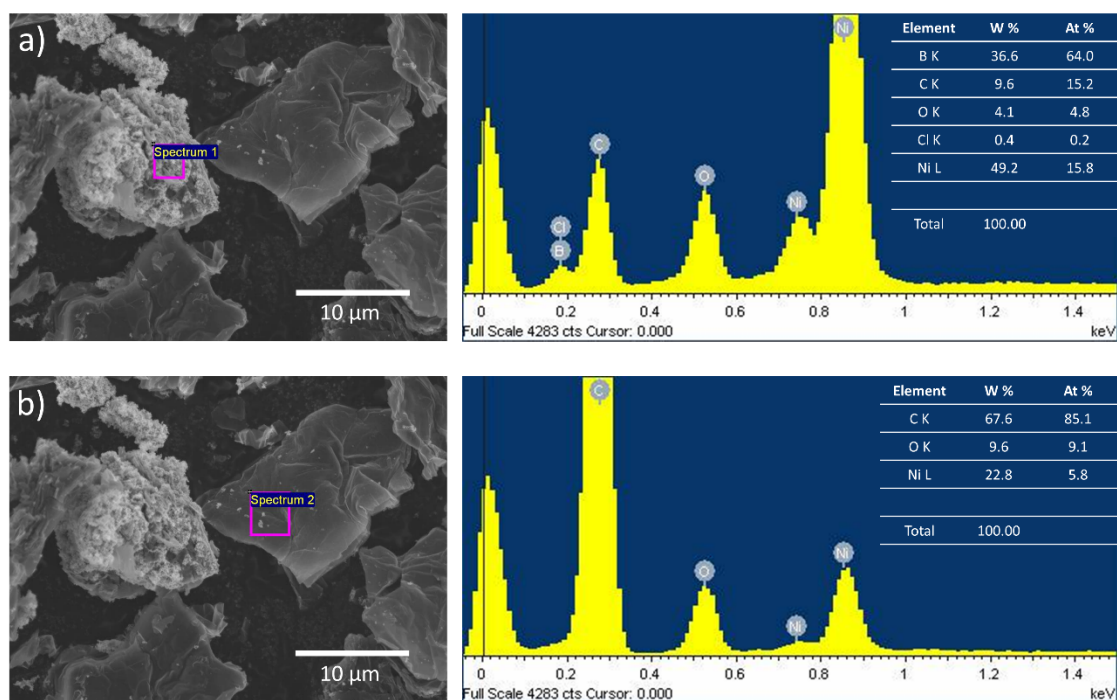 a)
Spectrum 1
10 μm
Cl
B
C
O
Ni
Ni
0 0.2 0.4 0.6 0.8 1 1.2 1.4
Full Scale 4283 cts Cursor: 0.000 keV
Element W % At %
B K 36.6 64.0
C K 9.6 15.2
O K 4.1 4.8
Cl K 0.4 0.2
Ni L 49.2 15.8
Total 100.00
b)
Spectrum 2
10 μm
C
O
Ni
Ni
0 0.2 0.4 0.6 0.8 1 1.2 1.4
Full Scale 4283 cts Cursor: 0.000 keV
Element W % At %
C K 67.6 85.1
O K 9.6 9.1
Ni L 22.8 5.8
Total 100.00